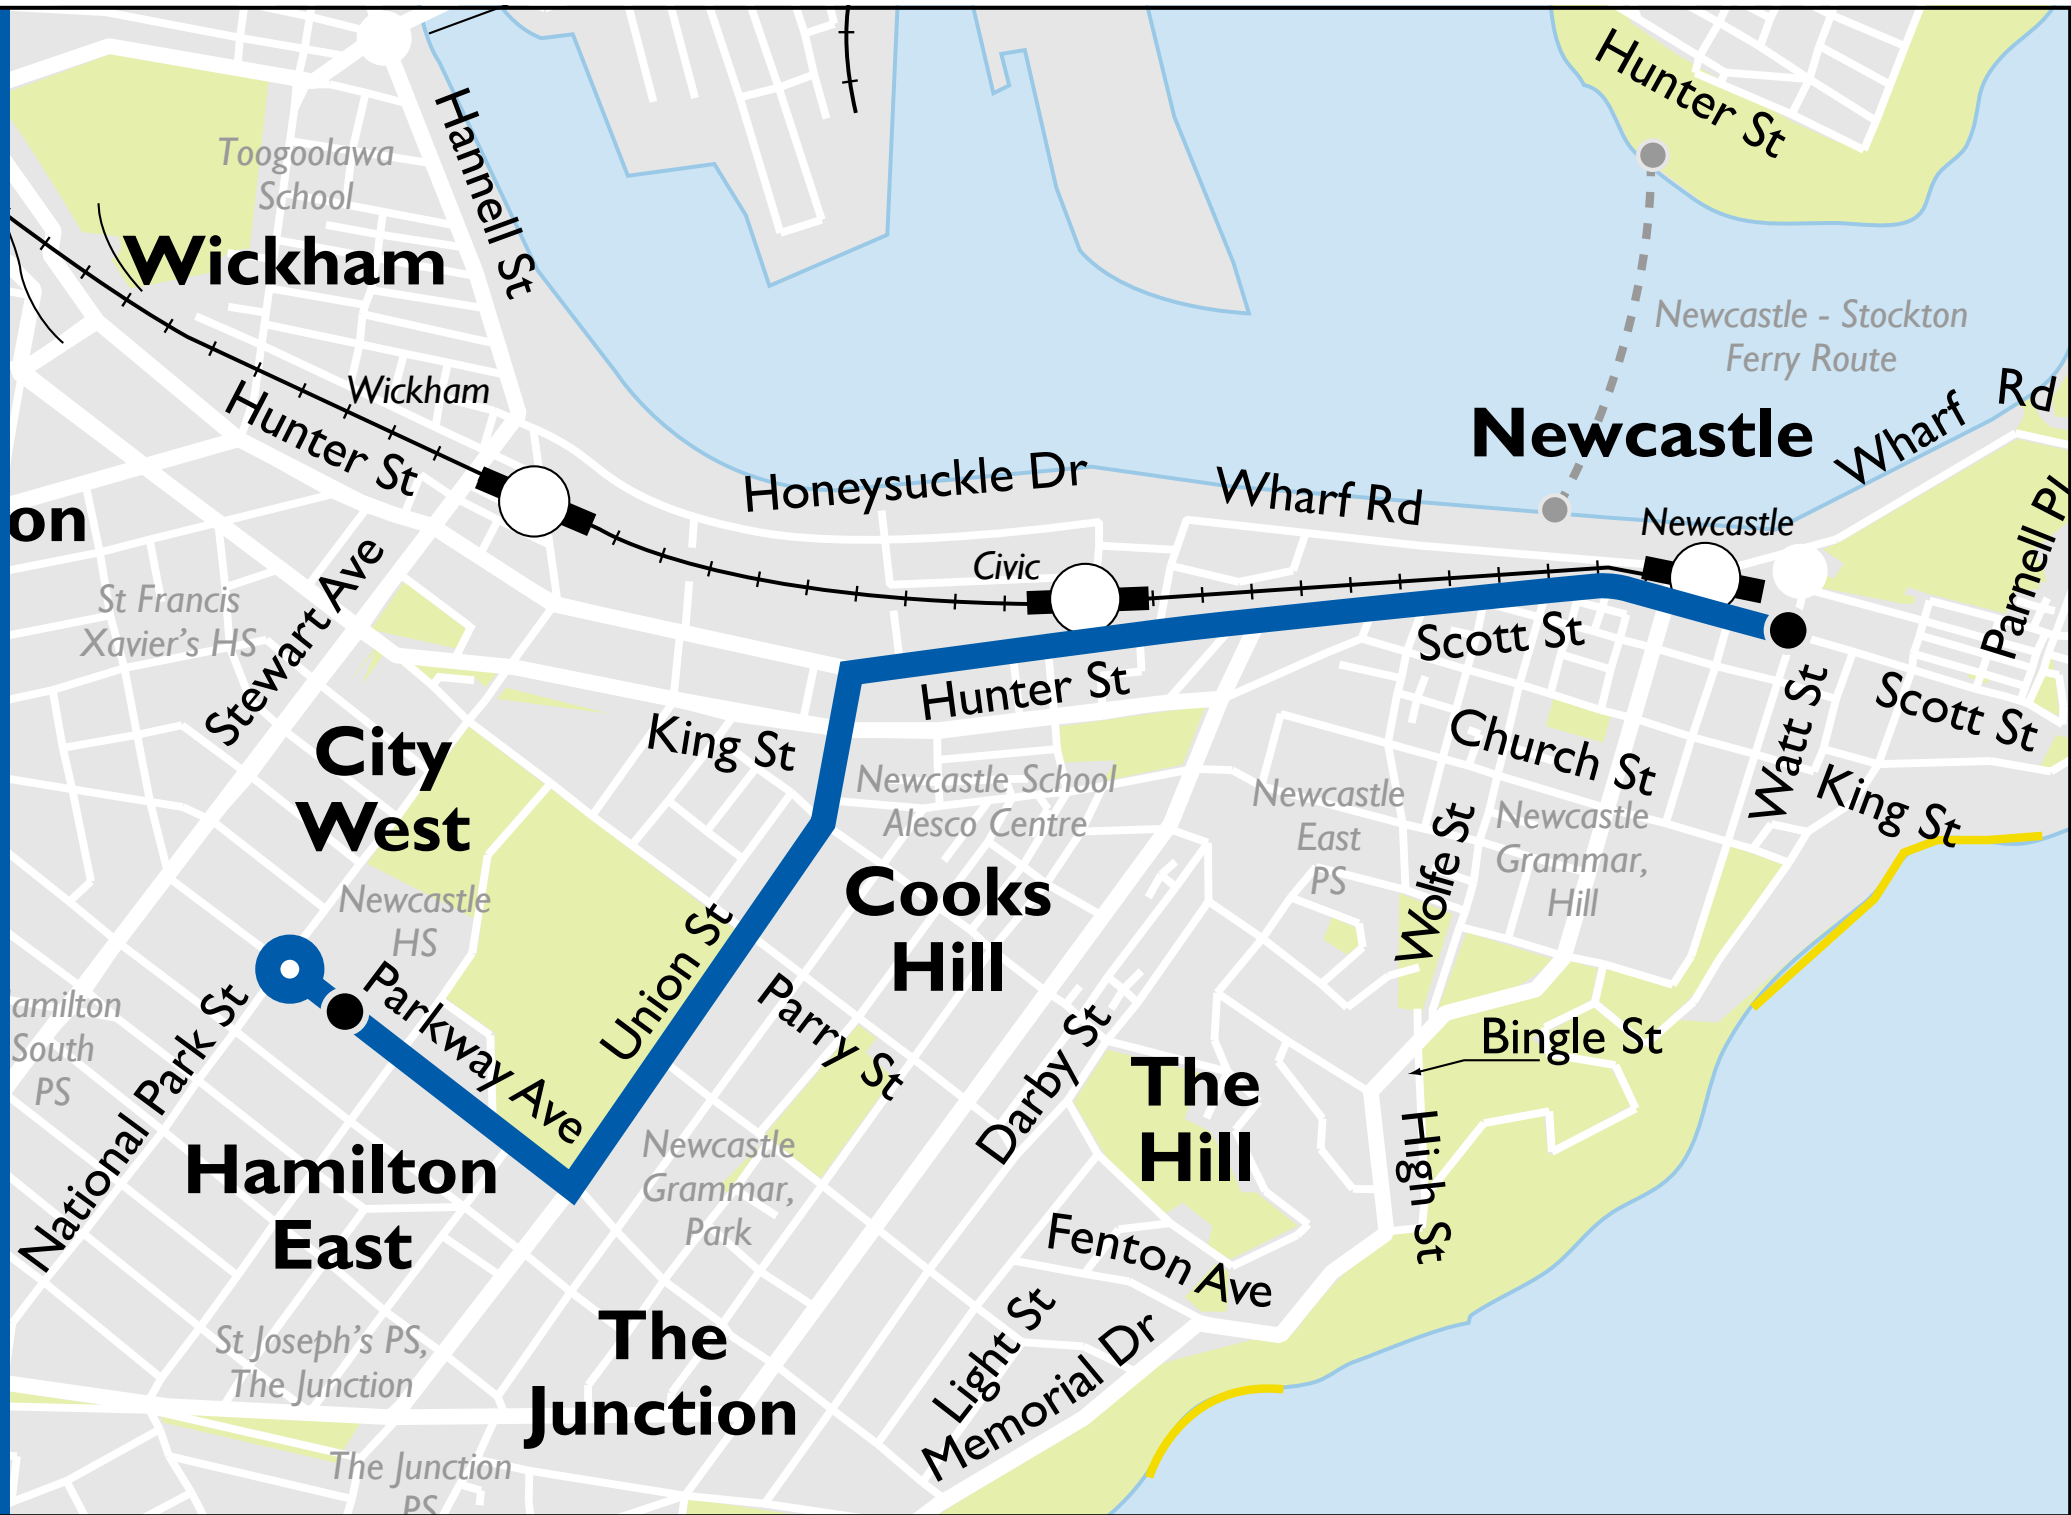 Hunter St
Hannell St
Toogoolawa
School
Wickham
Newcastle - Stockton
Ferry Route
Wickham
Hunter St
Rd
Newcastle
Wharf
Honeysuckle Dr
Wharf Rd
Newcastle
on
Parnell Pl
Civic
St Francis
Xavier's HS
Stewart Ave
Scott St
Hunter St
Watt St
Scott St
City
West
King St
Church St
Newcastle School
Alesco Centre
Newcastle
East
PS
King St
Newcastle
Grammar,
Hill
Wolfe St
Cooks
Hill
Newcastle
HS
Union St
Parkway Ave
National Park St
amilton
South
PS
Parry St
Darby St
Bingle St
The
Hill
High St
Hamilton
East
Newcastle
Grammar,
Park
Fenton Ave
Light St
Memorial Dr
St Joseph's PS,
The Junction
The
Junction
The Junction
PS